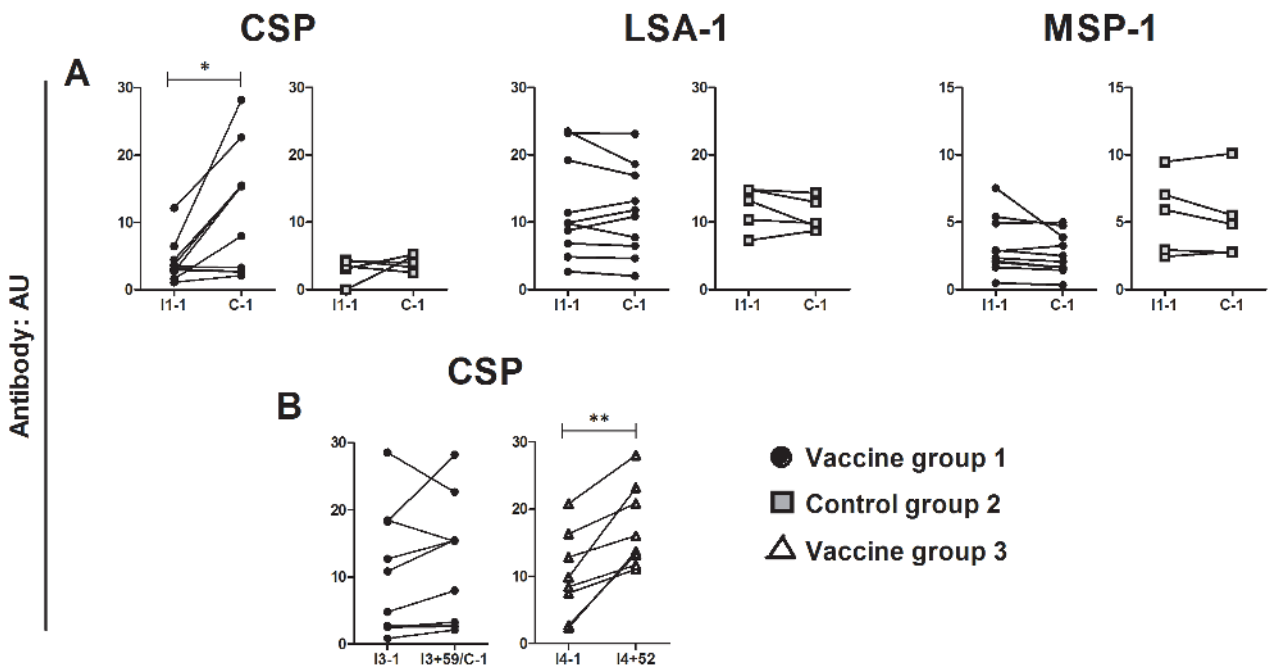 CSP LSA-1 MSP-1
A
*
30 30 30 30 15 15
20 20 20 20 10 10
10 10 10 10 5 5
0 0 0 0 0 0
I1-1 C-1 I1-1 C-1 I1-1 C-1 I1-1 C-1 I1-1 C-1 I1-1 C-1
Antibody: AU
CSP
B
**
30 30
20 20
10 10
0 0
I3-1 I3+59/C-1 I4-1 I4+52
Vaccine group 1
Control group 2
Vaccine group 3